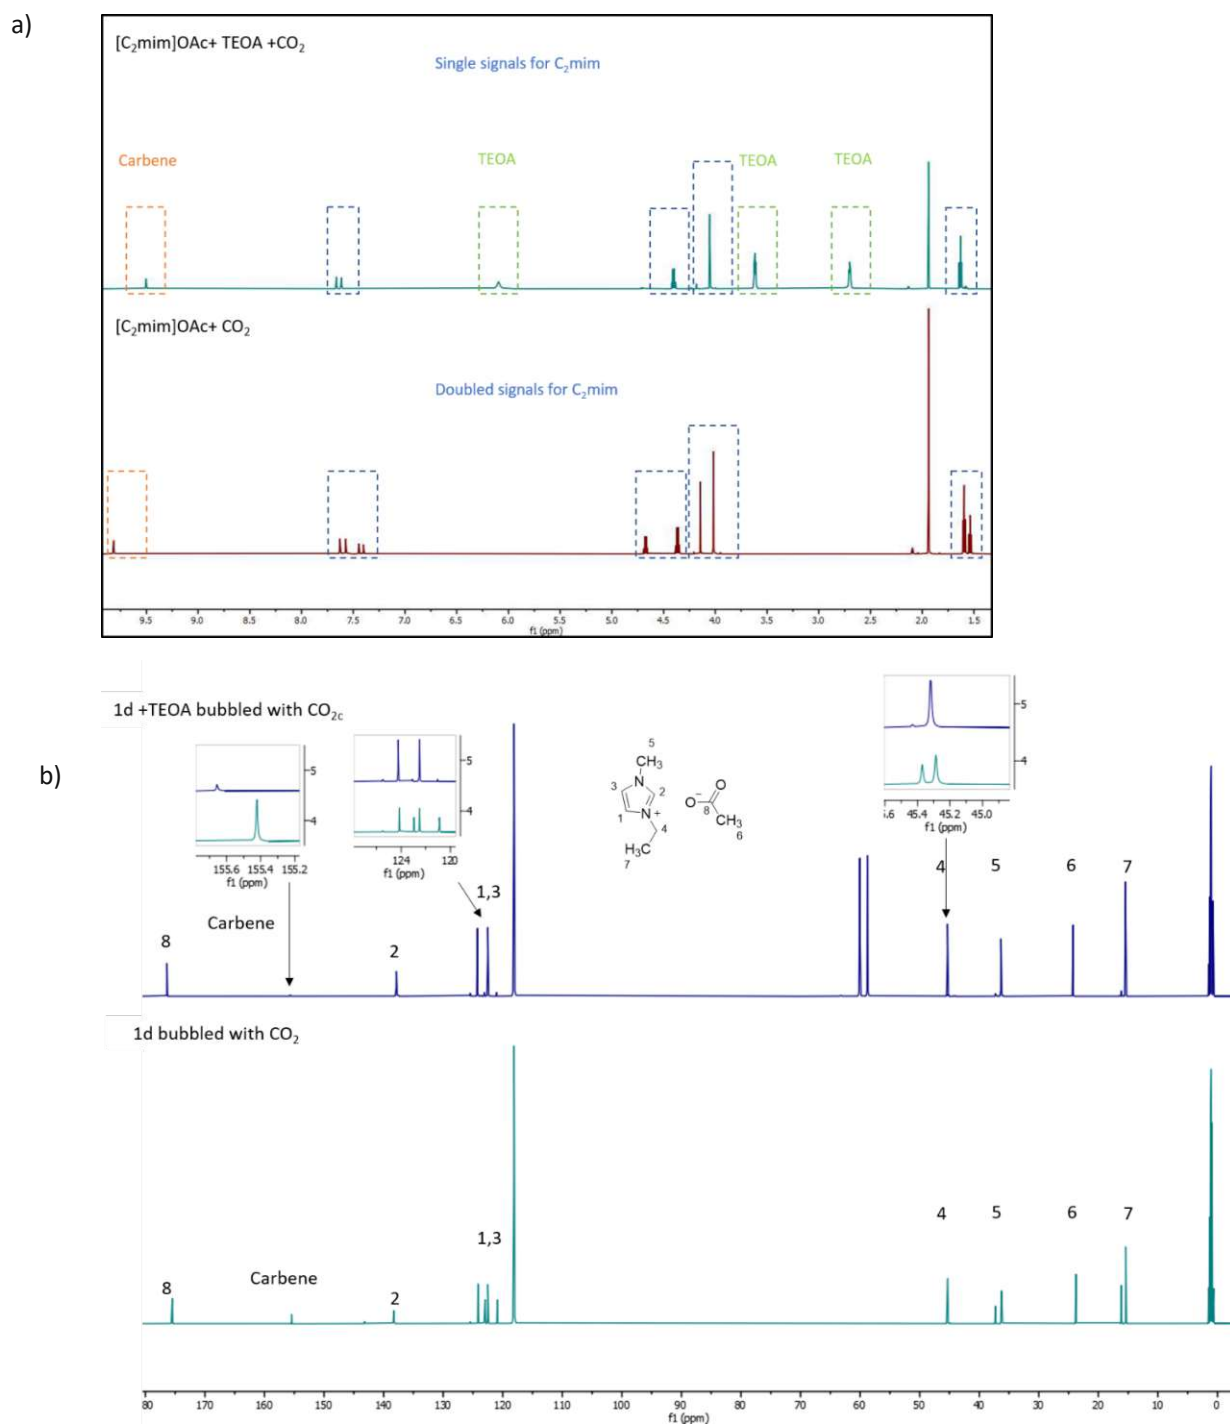 a)
[C₂mim]OAc+ TEOA +CO₂
Single signals for C₂mim
Carbene
TEOA
TEOA
TEOA
[C₂mim]OAc+ CO₂
Doubled signals for C₂mim
9.5 9.0 8.5 8.0 7.5 7.0 6.5 6.0 5.5 5.0 4.5 4.0 3.5 3.0 2.5 2.0 1.5
f1 (ppm)
b)
1d +TEOA bubbled with CO₂c
5
4
155.6 155.4 155.2
f1 (ppm)
5
4
124 120
f1 (ppm)
5
CH₃
N
3
2
1
N
+
4
H₃C
7
O⁻
8
O
CH₃
6
5
4
5.6 45.4 45.2 45.0
f1 (ppm)
8
Carbene
2
1,3
4
5
6
7
1d bubbled with CO₂
8
Carbene
2
1,3
4
5
6
7
80 170 160 150 140 130 120 110 100 90 80 70 60 50 40 30 20 10 0
f1 (ppm)